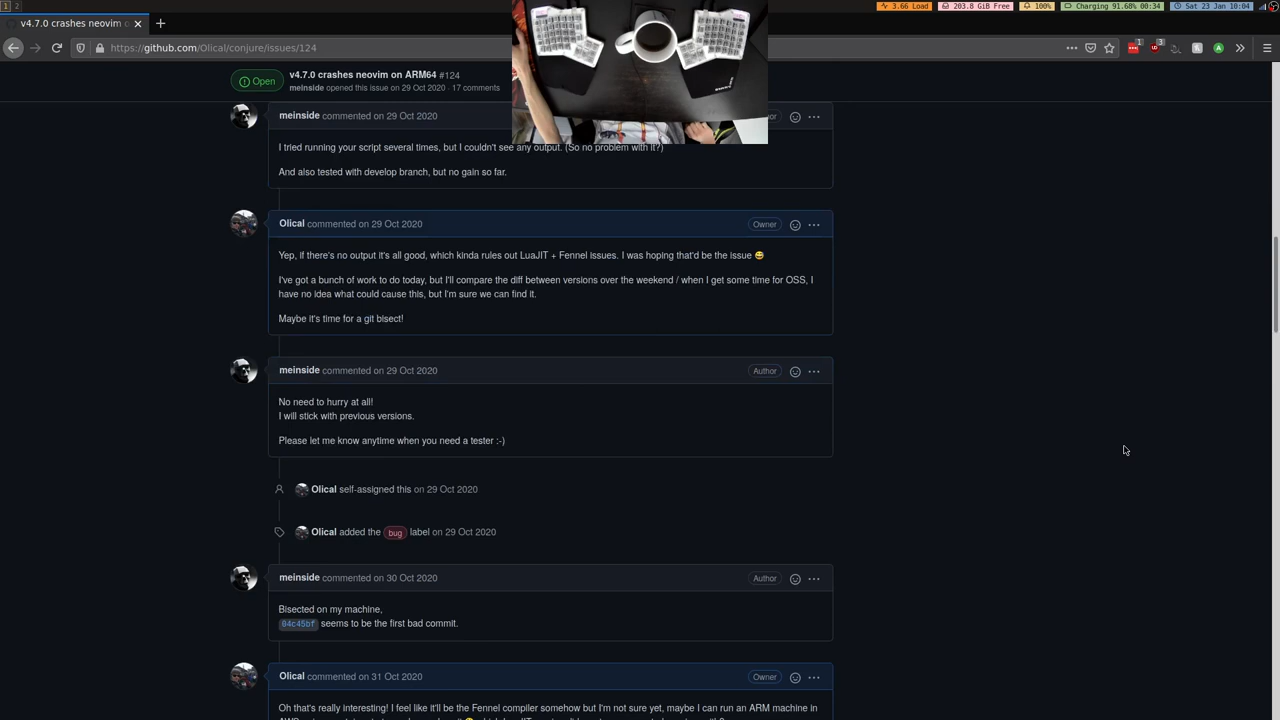 1 2
3.66 Load
203.8 GiB Free
100%
Charging 91.68% 00:34
Sat 23 Jan 10:04
v4.7.0 crashes neovim o
https://github.com/Olical/conjure/issues/124
1
3
Open
v4.7.0 crashes neovim on ARM64 #124
meinside opened this issue on 29 Oct 2020 · 17 comments
meinside commented on 29 Oct 2020
I tried running your script several times, but I couldn't see any output. (So no problem with it?)
And also tested with develop branch, but no gain so far.
Olical commented on 29 Oct 2020
Owner
Yep, if there's no output it's all good, which kinda rules out LuaJIT + Fennel issues. I was hoping that'd be the issue 😅
I've got a bunch of work to do today, but I'll compare the diff between versions over the weekend / when I get some time for OSS, I
have no idea what could cause this, but I'm sure we can find it.
Maybe it's time for a git bisect!
meinside commented on 29 Oct 2020
Author
No need to hurry at all!
I will stick with previous versions.
Please let me know anytime when you need a tester :-)
Olical self-assigned this on 29 Oct 2020
Olical added the bug label on 29 Oct 2020
meinside commented on 30 Oct 2020
Author
Bisected on my machine,
04c45bf seems to be the first bad commit.
Olical commented on 31 Oct 2020
Owner
Oh that's really interesting! I feel like it'll be the Fennel compiler somehow but I'm not sure yet, maybe I can run an ARM machine in